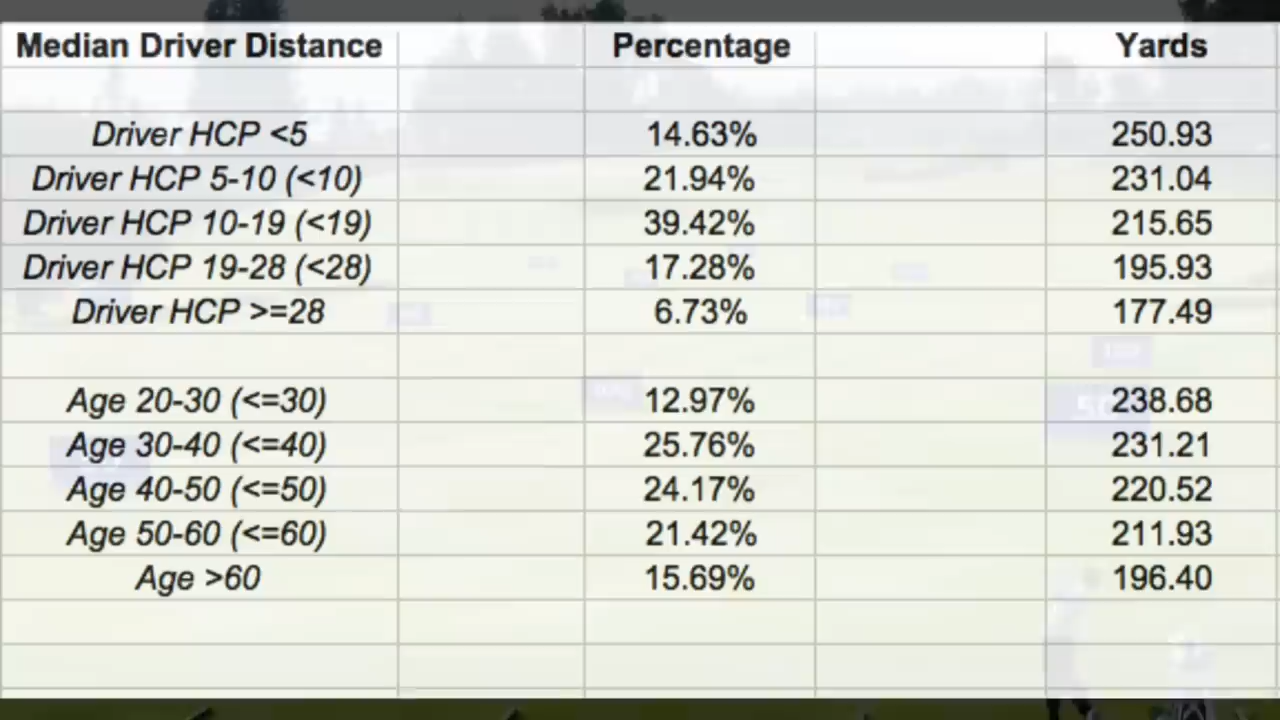 Median Driver Distance Percentage Yards
Driver HCP <5 14.63% 250.93
Driver HCP 5-10 (<10) 21.94% 231.04
Driver HCP 10-19 (<19) 39.42% 215.65
Driver HCP 19-28 (<28) 17.28% 195.93
Driver HCP >=28 6.73% 177.49
Age 20-30 (<=30) 12.97% 238.68
Age 30-40 (<=40) 25.76% 231.21
Age 40-50 (<=50) 24.17% 220.52
Age 50-60 (<=60) 21.42% 211.93
Age >60 15.69% 196.40